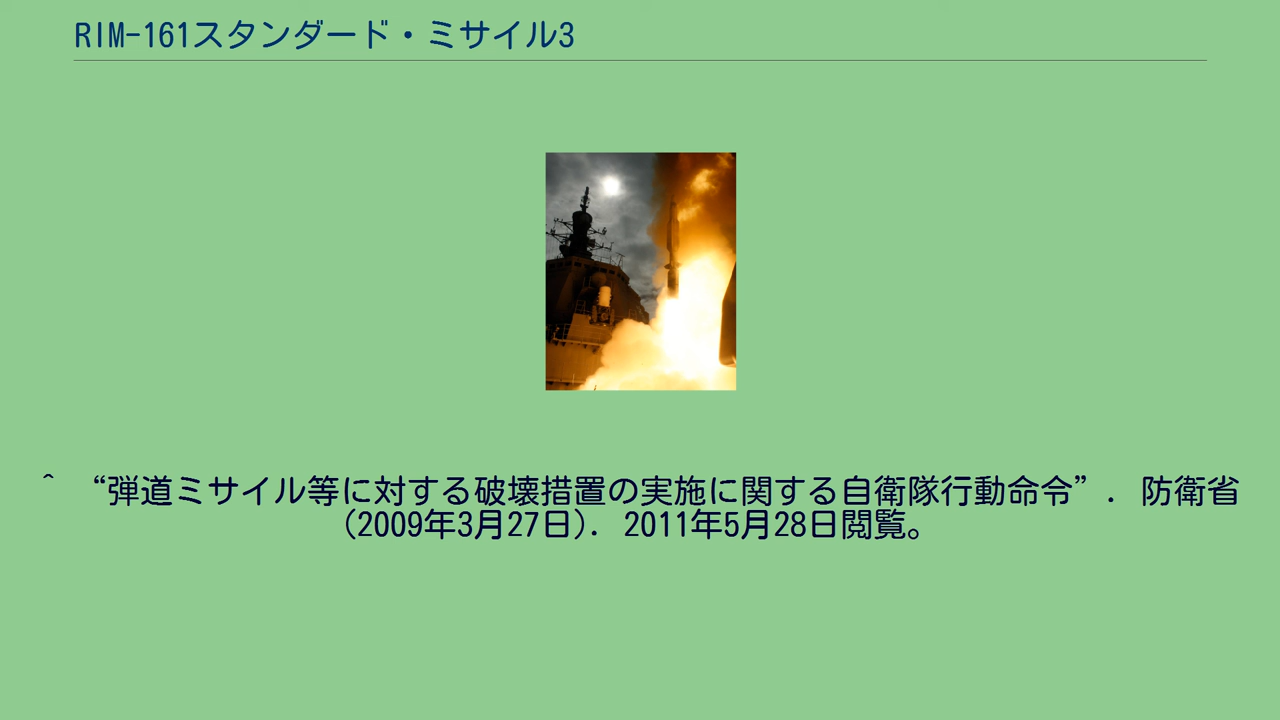 RIM-161スタンダード・ミサイル3
^ “弾道ミサイル等に対する破壊措置の実施に関する自衛隊行動命令”. 防衛省
(2009年3月27日). 2011年5月28日閲覧。